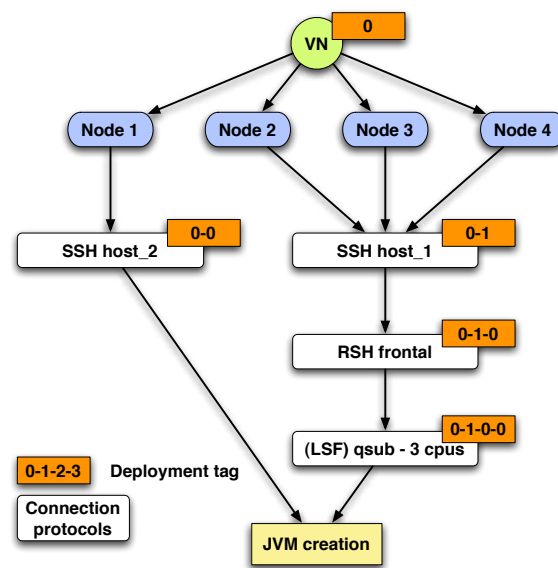 0
VN
Node 1
Node 2
Node 3
Node 4
0-0
SSH host_2
0-1
SSH host_1
0-1-0
RSH frontal
0-1-0-0
(LSF) qsub - 3 cpus
0-1-2-3
Deployment tag
Connection
protocols
JVM creation